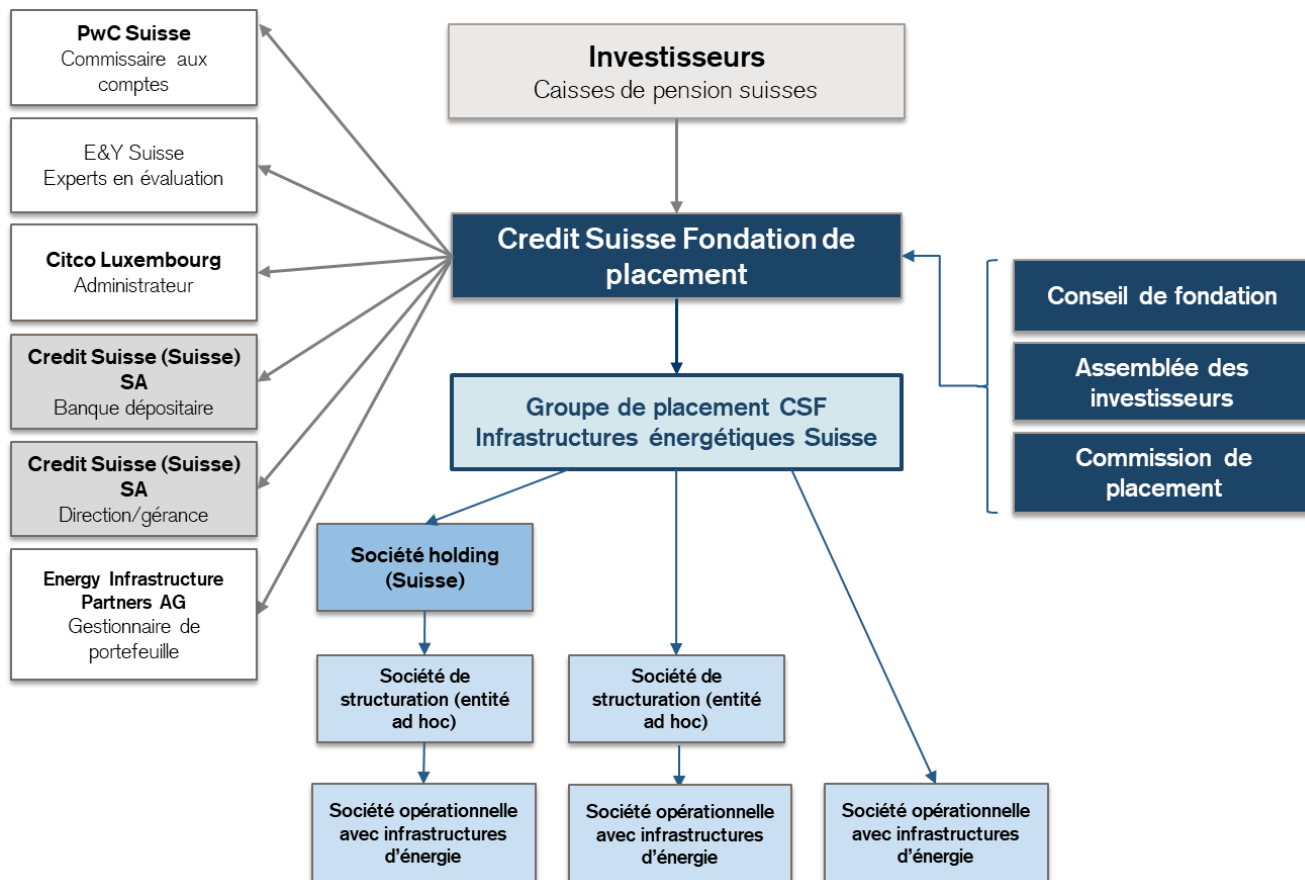 PwC Suisse
Commissaire aux
comptes
E&Y Suisse
Experts en évaluation
Citco Luxembourg
Administrateur
Credit Suisse (Suisse)
SA
Banque dépositaire
Credit Suisse (Suisse)
SA
Direction/gérance
Energy Infrastructure
Partners AG
Gestionnaire de
portefeuille
Investisseurs
Caisses de pension suisses
Credit Suisse Fondation de
placement
Conseil de fondation
Assemblée des
investisseurs
Commission de
placement
Groupe de placement CSF
Infrastructures énergétiques Suisse
Société holding
(Suisse)
Société de
structuration (entité
ad hoc)
Société de
structuration (entité
ad hoc)
Société opérationnelle
avec infrastructures
d'énergie
Société opérationnelle
avec infrastructures
d'énergie
Société opérationnelle
avec infrastructures
d'énergie